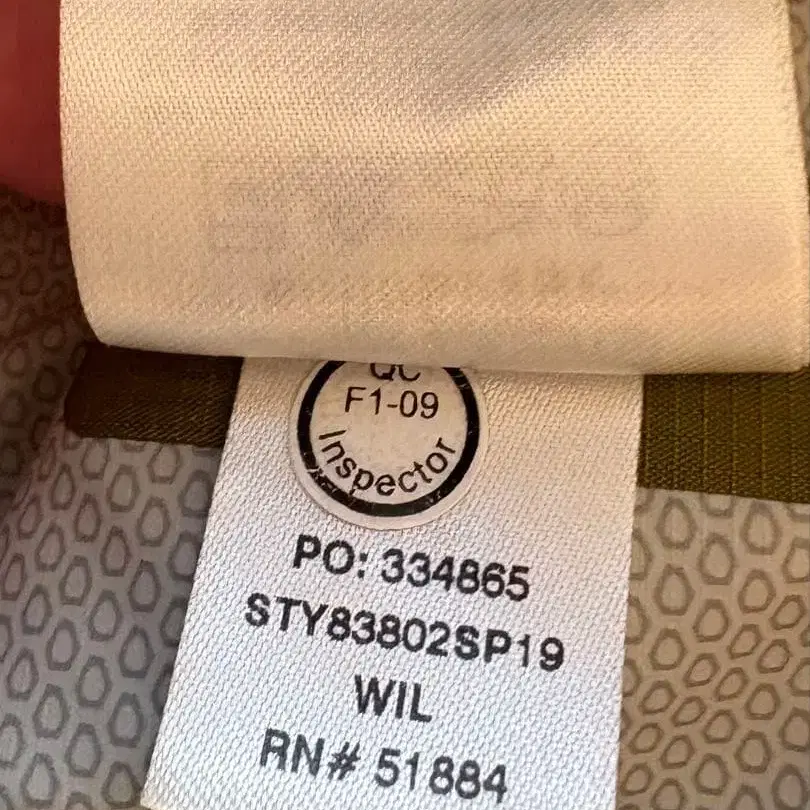 QC
F1-09
Inspector
PO: 334865
STY83802SP19
WIL
RN# 51884